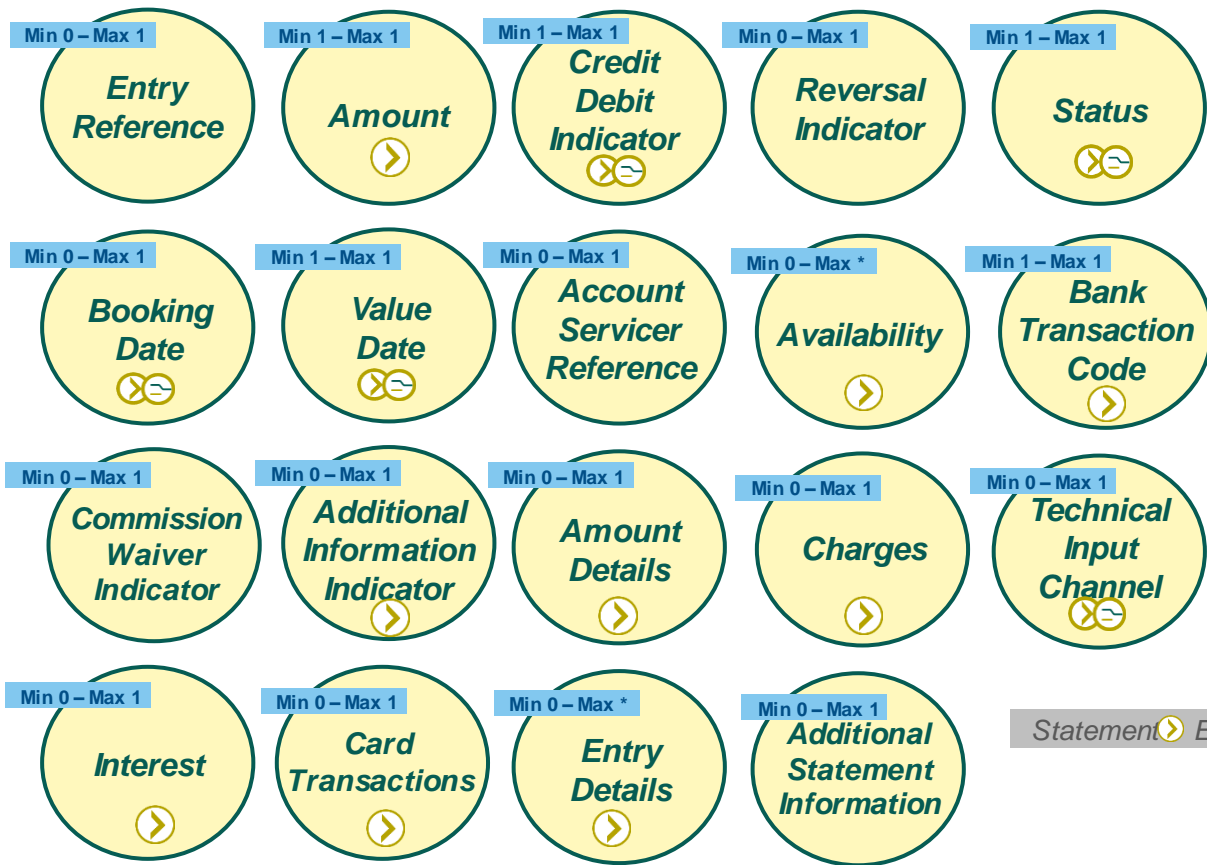 Min 0 – Max 1
Entry
Reference
Min 1 – Max 1
Amount
Min 1 – Max 1
Credit
Debit
Indicator
Min 0 – Max 1
Reversal
Indicator
Min 1 – Max 1
Status
Min 0 – Max 1
Booking
Date
Min 1 – Max 1
Value
Date
Min 0 – Max 1
Account
Servicer
Reference
Min 0 – Max *
Availability
Min 1 – Max 1
Bank
Transaction
Code
Min 0 – Max 1
Commission
Waiver
Indicator
Min 0 – Max 1
Additional
Information
Indicator
Min 0 – Max 1
Amount
Details
Min 0 – Max 1
Charges
Min 0 – Max 1
Technical
Input
Channel
Min 0 – Max 1
Interest
Min 0 – Max 1
Card
Transactions
Min 0 – Max *
Entry
Details
Min 0 – Max 1
Additional
Statement
Information
Statement